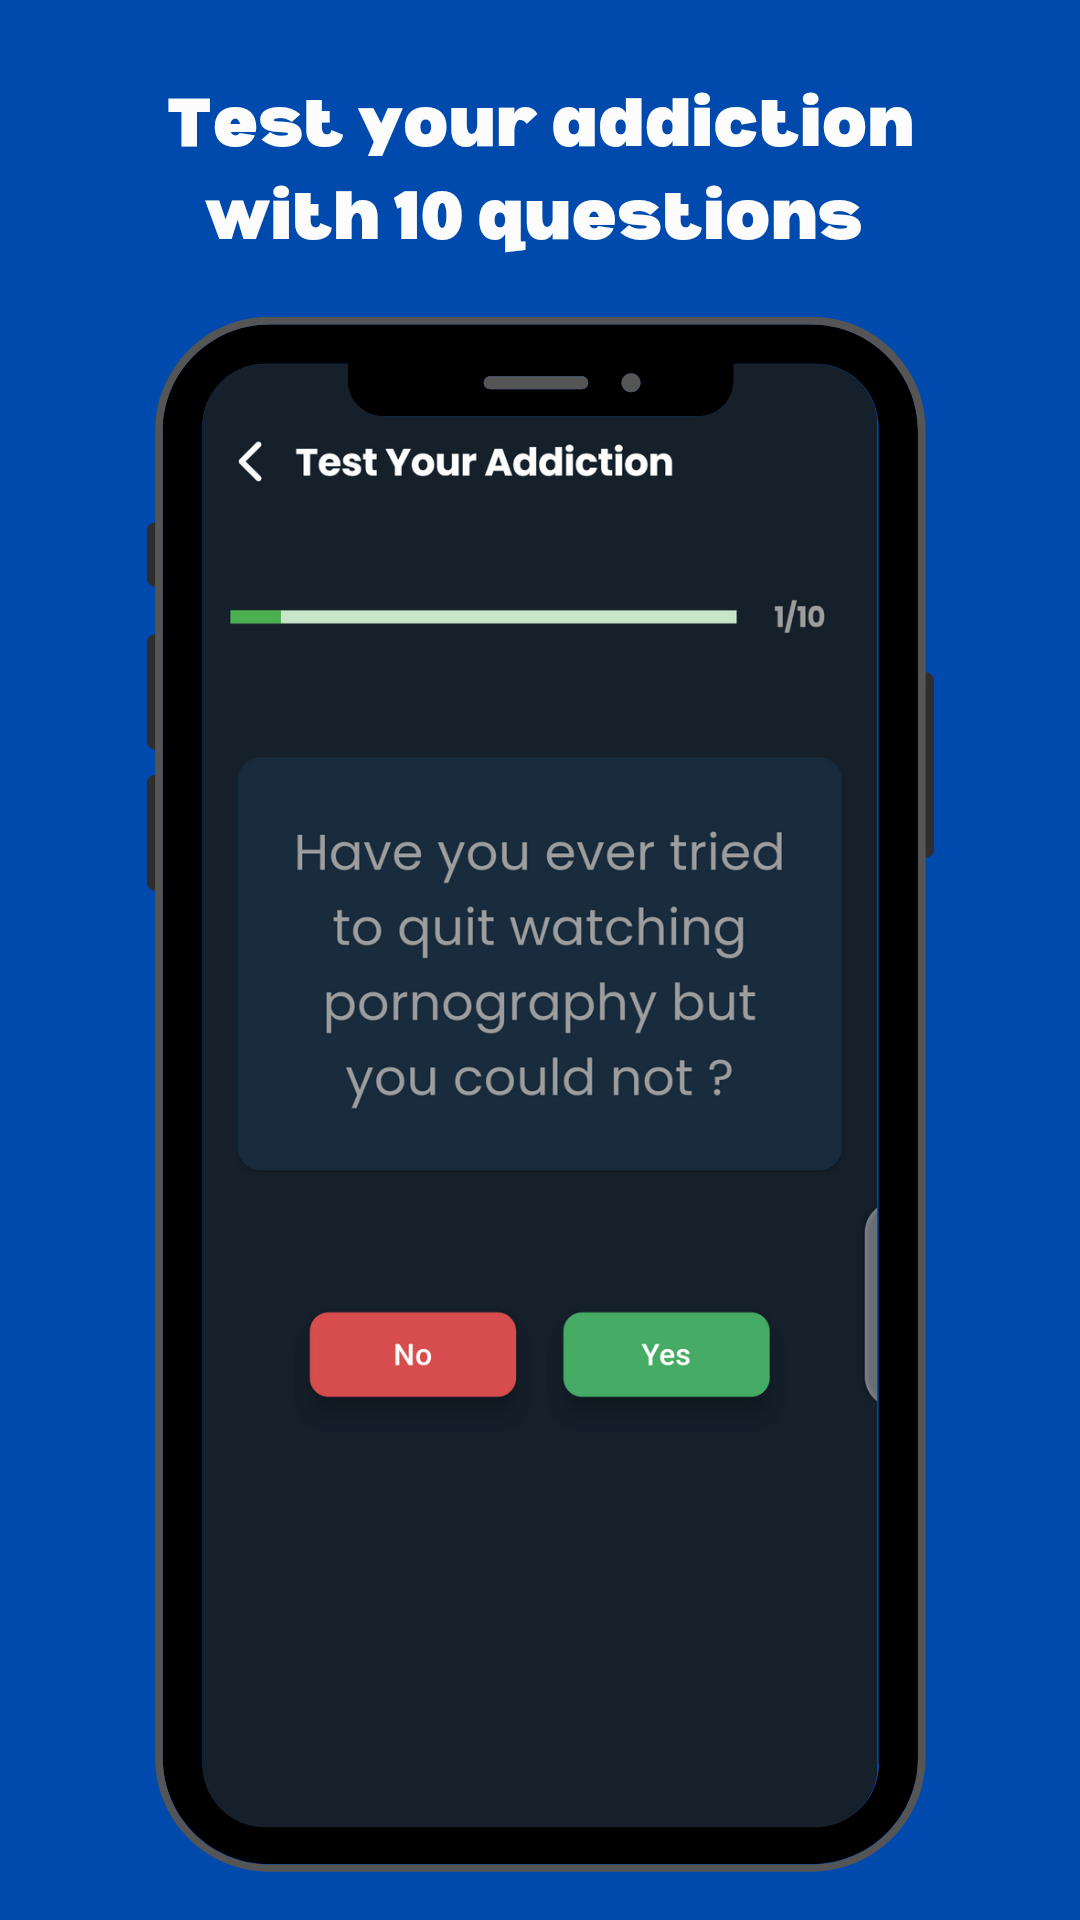 Test your addiction
with 10 questions
Test Your Addiction
1/10
Have you ever tried
to quit watching
pornography but
you could not ?
No
Yes